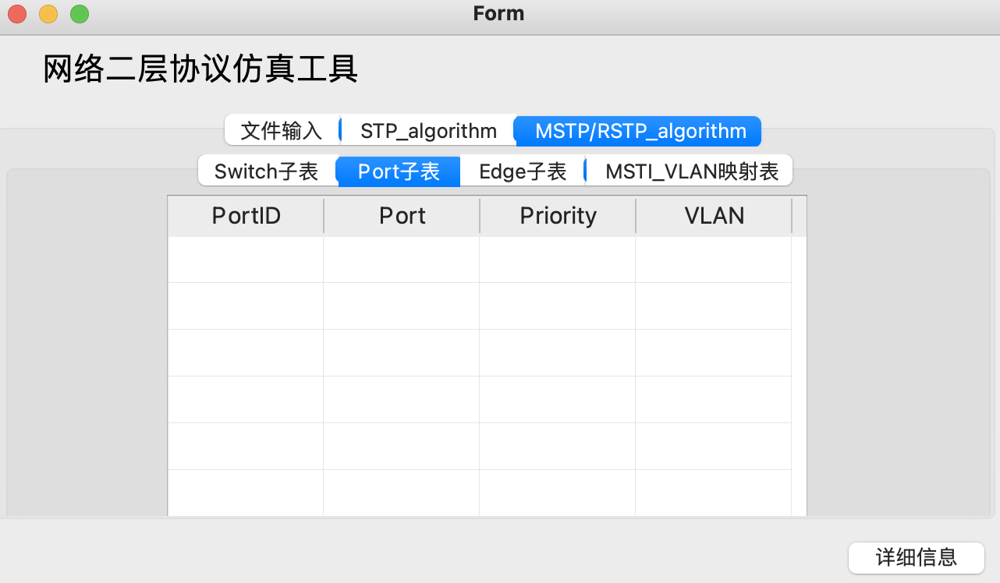 Form
网络二层协议仿真工具
文件输入 STP_algorithm MSTP/RSTP_algorithm
Switch子表 Port子表 Edge子表 MSTI_VLAN映射表
PortID Port Priority VLAN
详细信息